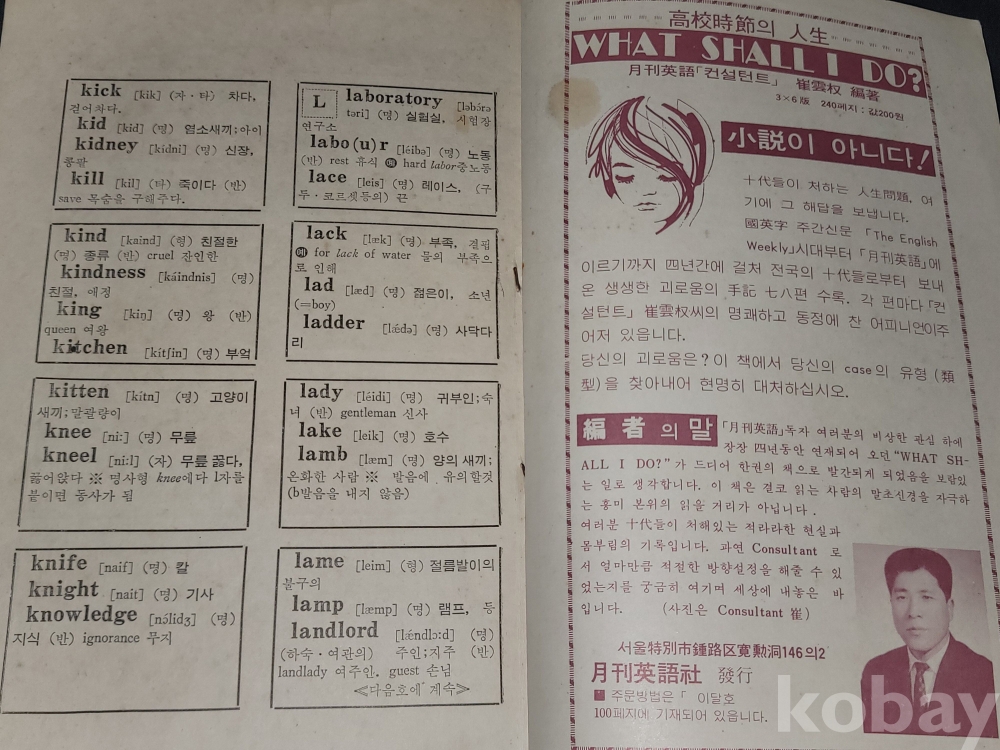 kick [kik] (자·타) 차다,
걷어차다.
kid [kid] (명) 염소새끼;아이
kidney [kidni] (명) 신장,
콩팥
kill [kil] (타) 죽이다 (반)
save 목숨을 구해주다.
kind [kaind] (형) 친절한
(명) 종류 (반) cruel 잔인한
kindness [káindnis] (명)
친절, 애정
king [kiŋ] (명) 왕 (반)
queen 여왕
kitchen [kítʃin] (명) 부엌
kitten [kitn] (명) 고양이
새끼;말괄량이
knee [ni:] (명) 무릎
kneel [ni:l] (자) 무릎 꿇다,
꿇어앉다 ※ 명사형 knee에다 l자를
붙이면 동사가 됨
knife [naif] (명) 칼
knight [nait] (명) 기사
knowledge [nɔ́lidʒ] (명)
지식 (반) ignorance 무지
L laboratory [ləbɔ́rə
təri] (명) 실험실, 시험장
연구소
labo(u)r [léibə] (명) 노동
(반) rest 휴식 예 hard labor중노동
lace [leis] (명) 레이스, (구
두·코르셋등의) 끈
lack [læk] (명) 부족, 결핍
예 for lack of water 물의 부족으
로 인해
lad [læd] (명) 젊은이, 소년
(=boy)
ladder [lǽdə] (명) 사닥다
리
lady [léidi] (명) 귀부인;숙
녀 (반) gentleman 신사
lake [leik] (명) 호수
lamb [læm] (명) 양의 새끼;
온화한 사람 ※ 발음에 유의할것
(b발음을 내지 않음)
lame [leim] (형) 절름발이의
불구의
lamp [læmp] (명) 램프, 등
landlord [lǽndlɔ:d] (명)
(하숙·여관의) 주인;지주 (반)
landlady 여주인, guest 손님
≪다음호에 계속≫
高校時節의 人生
WHAT SHALL I DO?
月刊英語「컨설턴트」 崔雲权 編著
3×6版 240페지:값200원
小説이 아니다!
十代들이 처하는 人生問題, 여
기에 그 해답을 보냅니다.
國英字 주간신문 「The English
Weekly」시대부터 「月刊英語」에
이르기까지 四년간에 걸처 전국의 十代들로부터 보내
온 생생한 괴로움의 手記 七八편 수록. 각 편마다「컨
설턴트」 崔雲权씨의 명쾌하고 동정에 찬 어피니언이주
어저 있읍니다.
당신의 괴로움은? 이 책에서 당신의 case의 유형 (類
型)을 찾아내어 현명히 대처하십시오.
編者의 말 「月刊英語」독자 여러분의 비상한 관심 하에
장장 四년동안 연재되어 오던 "WHAT SH-
ALL I DO?"가 드디어 한권의 책으로 발간되게 되었음을 보람있
는 일로 생각합니다. 이 책은 결코 읽는 사람의 말초신경을 자극하
는 흥미 본위의 읽을 거리가 아닙니다.
여러분 十代들이 처해있는 적라라한 현실과
몸부림의 기록입니다. 과연 Consultant 로
서 얼마만큼 적절한 방향설정을 해줄 수 있
었는지를 궁금히 여기며 세상에 내놓은 바
입니다. (사진은 Consultant 崔)
서울特別市鍾路区寬勲洞146의2
月刊英語社 發行
■ 주문방법은「 이달호
100페지에 기재되어 있읍니다.
kobay